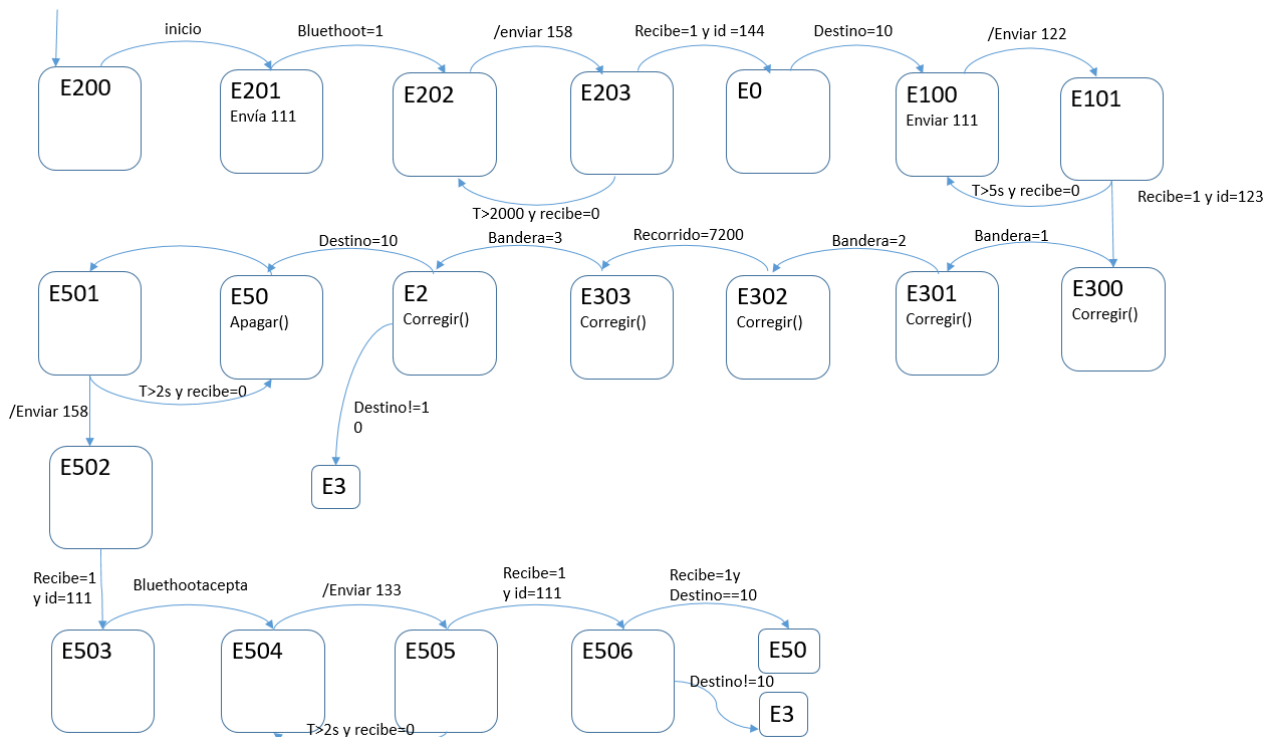 inicio
Bluethoot=1
/enviar 158
Recibe=1 y id =144
Destino=10
/Enviar 122
E200
E201
Envía 111
E202
E203
E0
E100
Enviar 111
E101
T>2000 y recibe=0
T>5s y recibe=0
Recibe=1 y id=123
Destino=10
Bandera=3
Recorrido=7200
Bandera=2
Bandera=1
E501
E50
Apagar()
E2
Corregir()
E303
Corregir()
E302
Corregir()
E301
Corregir()
E300
Corregir()
T>2s y recibe=0
/Enviar 158
Destino!=1
0
E502
E3
Recibe=1
y id=111
Bluethootacepta
/Enviar 133
Recibe=1
y id=111
Recibe=1y
Destino==10
E503
E504
E505
E506
E50
Destino!=10
E3
T>2s y recibe=0